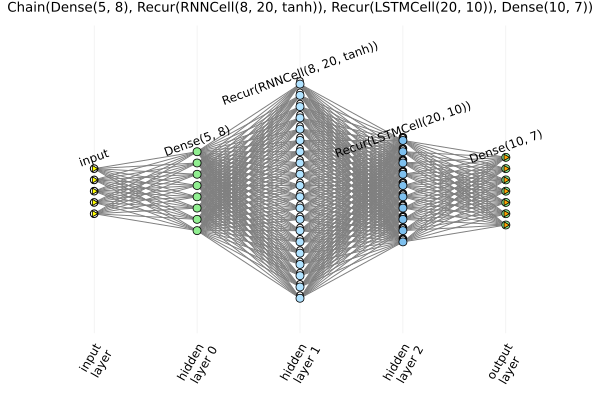 Chain(Dense(5, 8), Recur(RNNCell(8, 20, tanh)), Recur(LSTMCell(20, 10)), Dense(10, 7))
input
Dense(5, 8)
Recur(RNNCell(8, 20, tanh))
Recur(LSTMCell(20, 10))
Dense(10, 7)
input
layer
hidden
layer 0
hidden
layer 1
hidden
layer 2
output
layer